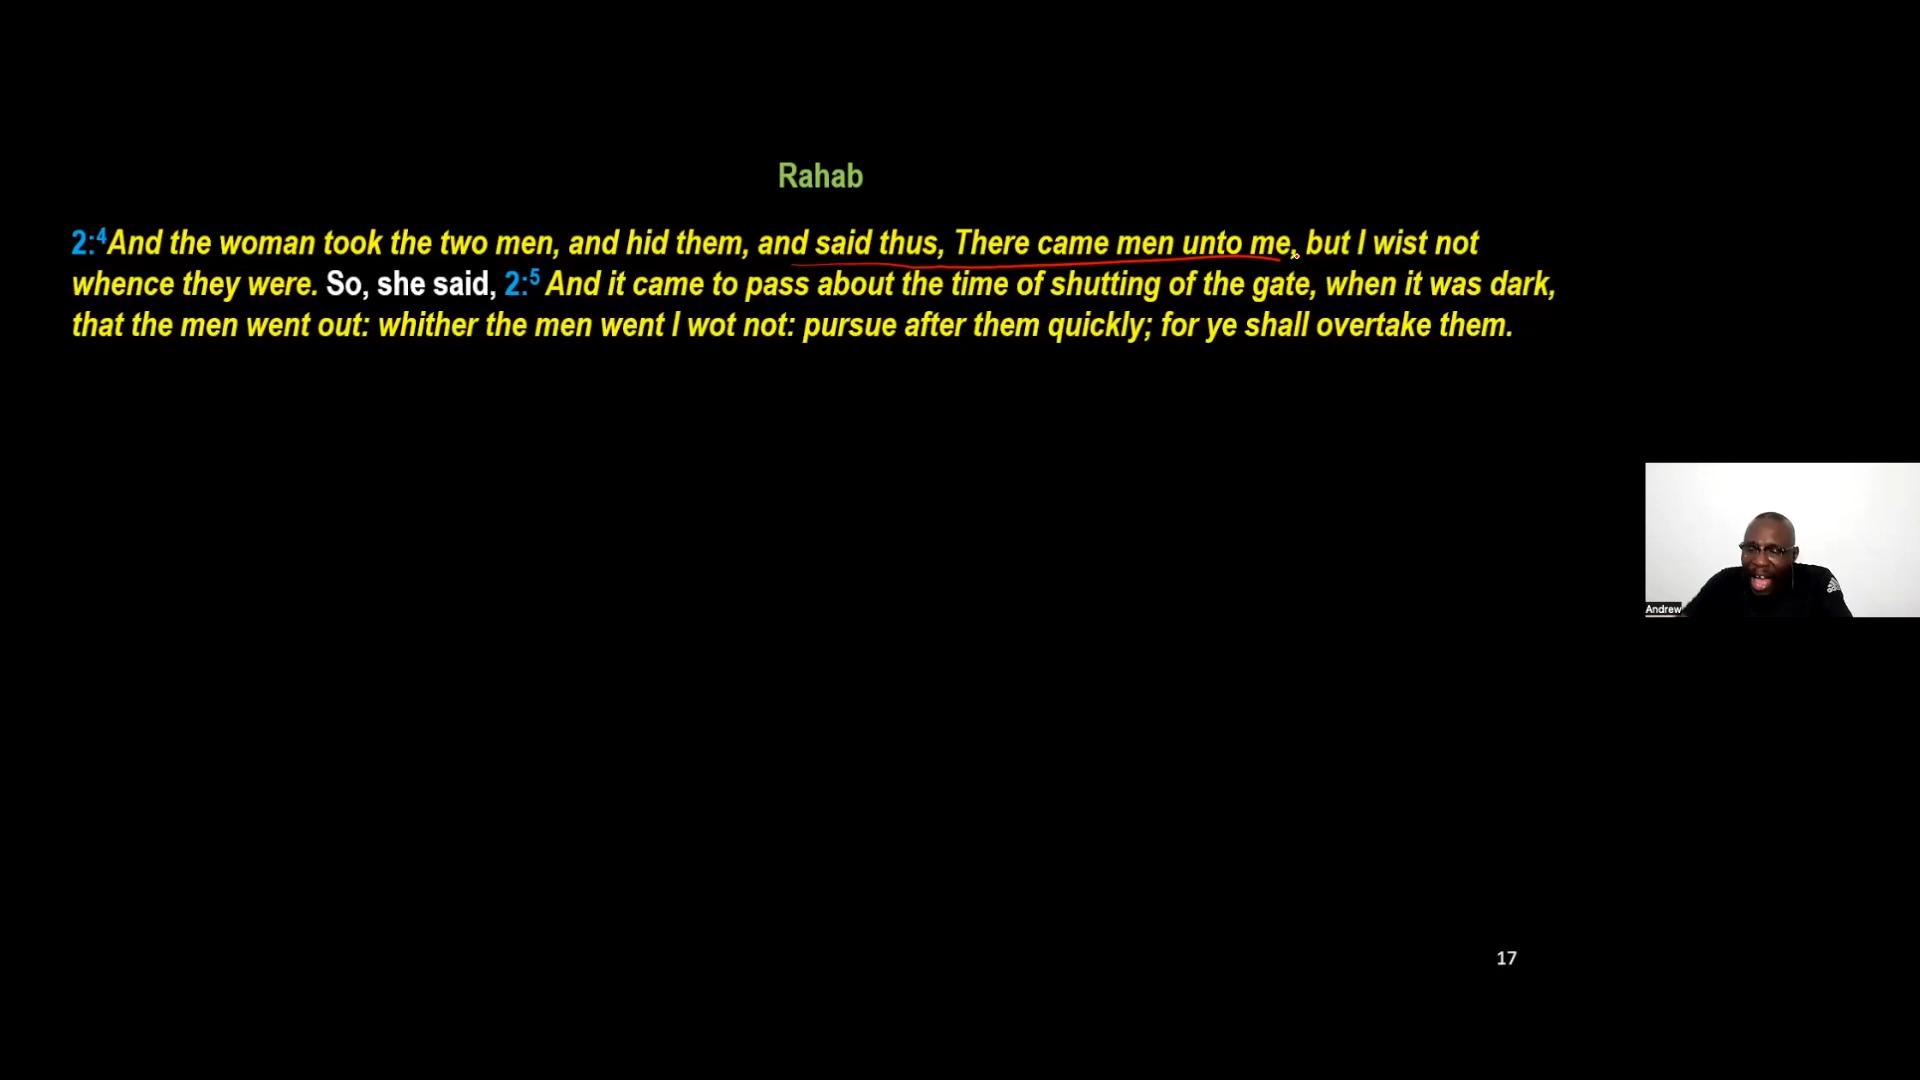 Rahab
2:4And the woman took the two men, and hid them, and said thus, There came men unto me, but I wist not
whence they were. So, she said, 2:5 And it came to pass about the time of shutting of the gate, when it was dark,
that the men went out: whither the men went I wot not: pursue after them quickly; for ye shall overtake them.
Andrew
17